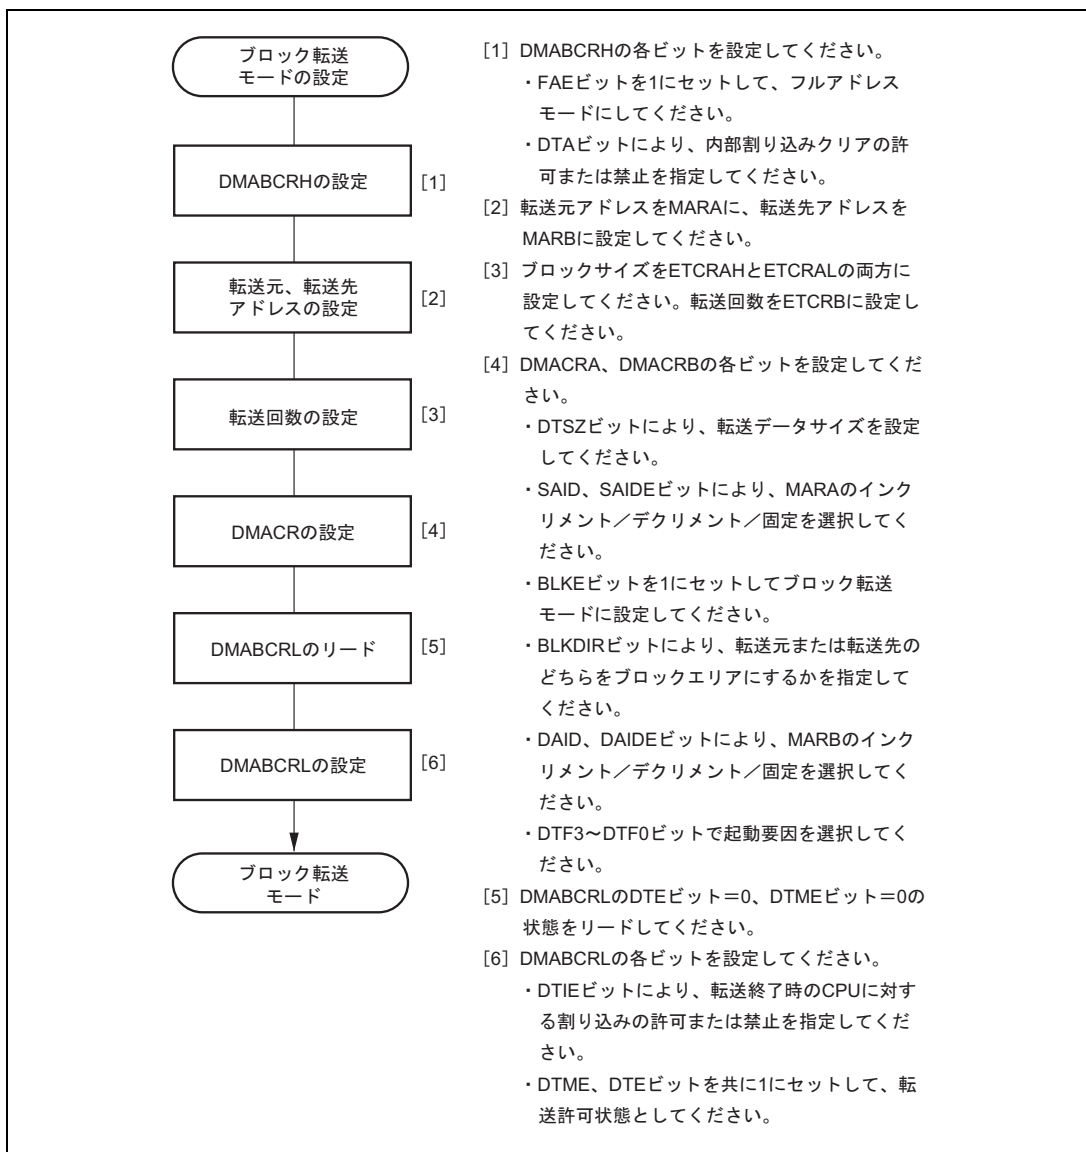 ブロック転送
モードの設定
DMABCRHの設定 [1]
転送元、転送先
アドレスの設定 [2]
転送回数の設定 [3]
DMACRの設定 [4]
DMABCRLのリード [5]
DMABCRLの設定 [6]
ブロック転送
モード
[1] DMABCRHの各ビットを設定してください。
・FAEビットを1にセットして、フルアドレス
モードにしてください。
・DTAビットにより、内部割り込みクリアの許
可または禁止を指定してください。
[2] 転送元アドレスをMARAに、転送先アドレスを
MARBに設定してください。
[3] ブロックサイズをETCRAHとETCRALの両方に
設定してください。転送回数をETCRBに設定し
てください。
[4] DMACRA、DMACRBの各ビットを設定してくだ
さい。
・DTSZビットにより、転送データサイズを設定
してください。
・SAID、SAIDEビットにより、MARAのインク
リメント／デクリメント／固定を選択してく
ださい。
・BLKEビットを1にセットしてブロック転送
モードに設定してください。
・BLKDIRビットにより、転送元または転送先の
どちらをブロックエリアにするかを指定して
ください。
・DAID、DAIDEビットにより、MARBのインク
リメント／デクリメント／固定を選択してく
ださい。
・DTF3～DTF0ビットで起動要因を選択してく
ださい。
[5] DMABCRLのDTEビット＝0、DTMEビット＝0の
状態をリードしてください。
[6] DMABCRLの各ビットを設定してください。
・DTIEビットにより、転送終了時のCPUに対す
る割り込みの許可または禁止を指定してくだ
さい。
・DTME、DTEビットを共に1にセットして、転
送許可状態としてください。